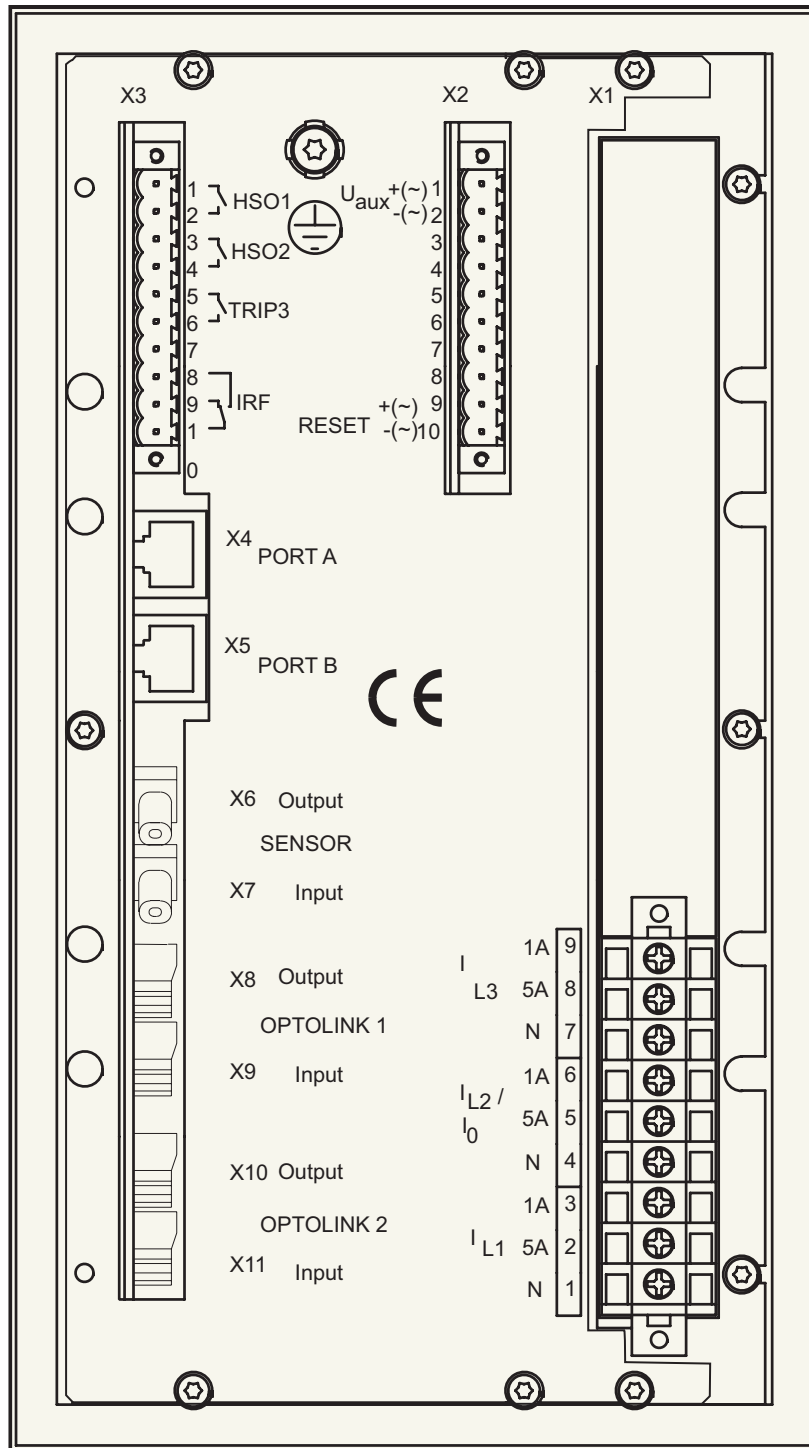 X3
X2
X1
1
2
3
4
5
6
7
8
9
1
0
HSO1
HSO2
TRIP3
IRF
Uaux +(~) 1
-(~) 2
3
4
5
6
7
8
+(~) 9
RESET -(~) 10
X4 PORT A
X5 PORT B
CE
X6 Output
SENSOR
X7 Input
X8 Output
OPTOLINK 1
X9 Input
X10 Output
OPTOLINK 2
X11 Input
IL3
1A 9
5A 8
N 7
IL2 /
I0
1A 6
5A 5
N 4
IL1
1A 3
5A 2
N 1